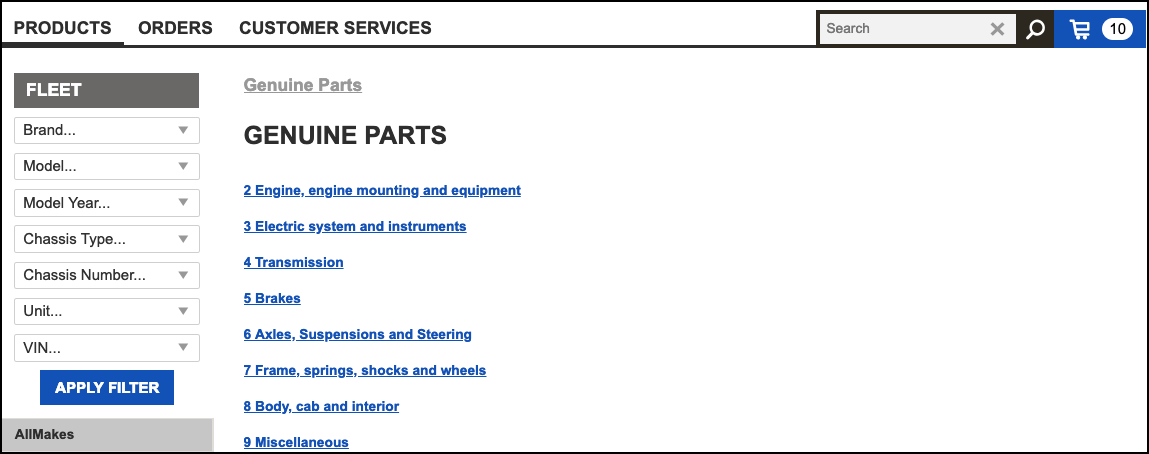 PRODUCTS ORDERS CUSTOMER SERVICES Search 10
FLEET
Brand...
Model...
Model Year...
Chassis Type...
Chassis Number...
Unit...
VIN...
APPLY FILTER
AllMakes
Genuine Parts
GENUINE PARTS
2 Engine, engine mounting and equipment
3 Electric system and instruments
4 Transmission
5 Brakes
6 Axles, Suspensions and Steering
7 Frame, springs, shocks and wheels
8 Body, cab and interior
9 Miscellaneous